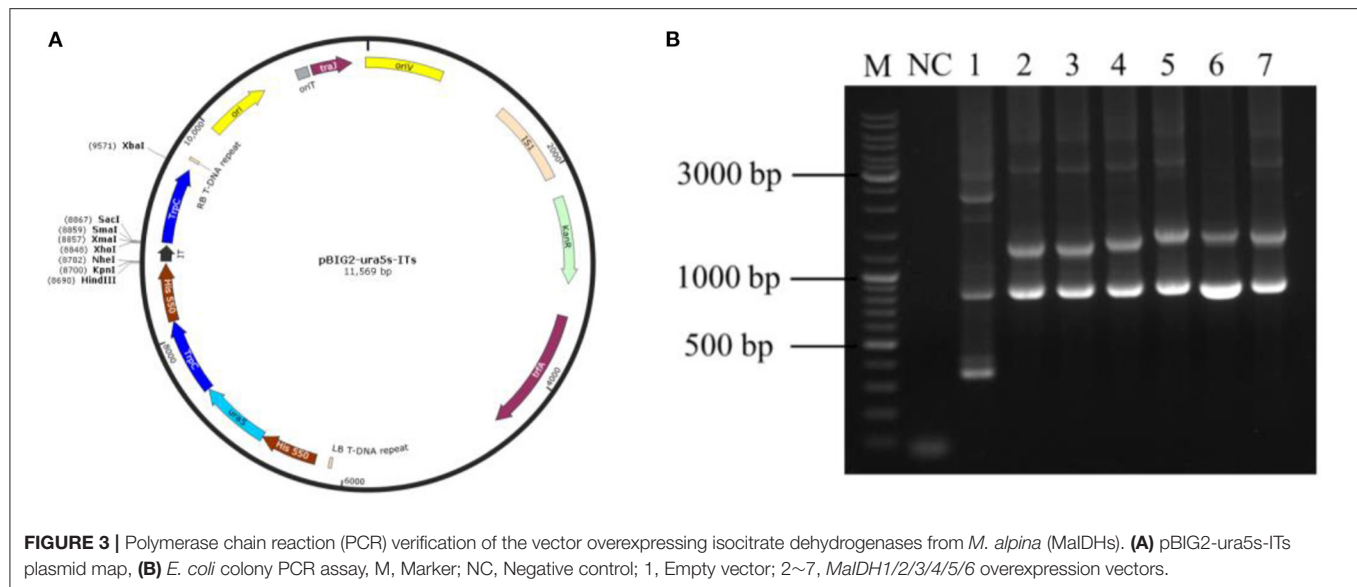 A
traJ
oriT
oriV
ori
10,000
(9571) XbaI
RB T-DNA repeat
IS1
2000
TrpC
KanR
(8867) SacI
(8859) SmaI
(8857) XmaI
(8848) XhoI
(8782) NheI
(8700) KpnI
(8690) HindIII
IT
pBIG2-ura5s-ITs
11,569 bp
His 550
TrpC
8000
trfA
4000
ura5
His 550
LB T-DNA repeat
6000
B
M NC 1 2 3 4 5 6 7
3000 bp
1000 bp
500 bp
FIGURE 3 | Polymerase chain reaction (PCR) verification of the vector overexpressing isocitrate dehydrogenases from M. alpina (MaIDHs). (A) pBIG2-ura5s-ITs
plasmid map, (B) E. coli colony PCR assay, M, Marker; NC, Negative control; 1, Empty vector; 2~7, MaIDH1/2/3/4/5/6 overexpression vectors.